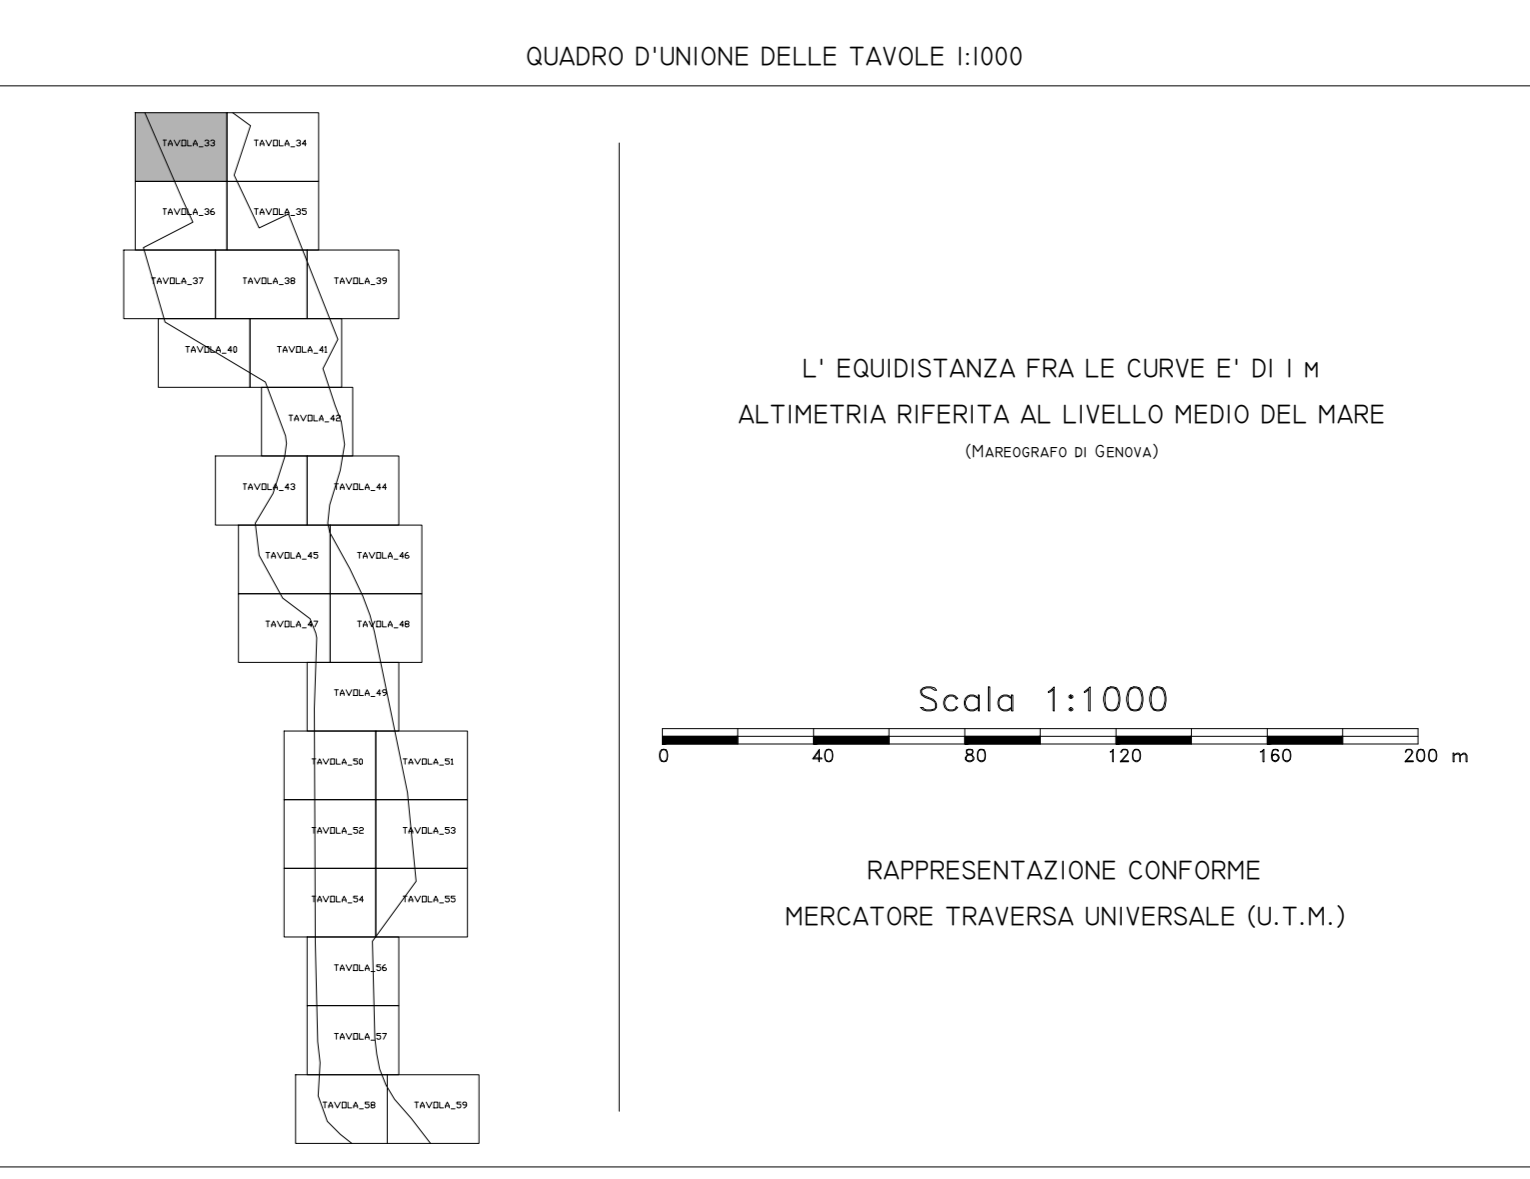 QUADRO D'UNIONE DELLE TAVOLE 1:1000
TAVOLA_33
TAVOLA_34
TAVOLA_36
TAVOLA_35
TAVOLA_37
TAVOLA_38
TAVOLA_39
TAVOLA_40
TAVOLA_41
TAVOLA_42
TAVOLA_43
TAVOLA_44
TAVOLA_45
TAVOLA_46
TAVOLA_47
TAVOLA_48
TAVOLA_49
TAVOLA_50
TAVOLA_51
TAVOLA_52
TAVOLA_53
TAVOLA_54
TAVOLA_55
TAVOLA_56
TAVOLA_57
TAVOLA_58
TAVOLA_59
L' EQUIDISTANZA FRA LE CURVE E' DI 1 M
ALTIMETRIA RIFERITA AL LIVELLO MEDIO DEL MARE
(MAREOGRAFO DI GENOVA)
Scala 1:1000
0 40 80 120 160 200 m
RAPPRESENTAZIONE CONFORME
MERCATORE TRAVERSA UNIVERSALE (U.T.M.)